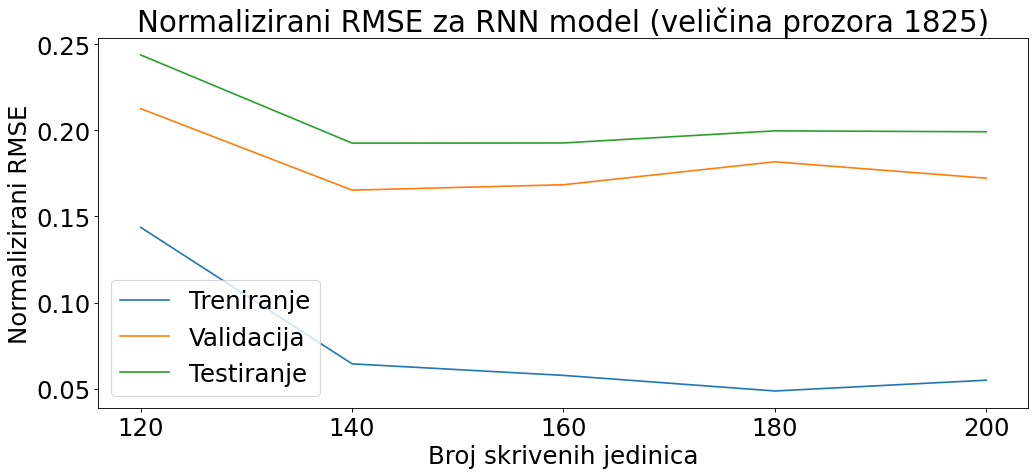 Normalizirani RMSE za RNN model (veličina prozora 1825)
Normalizirani RMSE
0.25
0.20
0.15
0.10
0.05
Treniranje
Validacija
Testiranje
120 140 160 180 200
Broj skrivenih jedinica